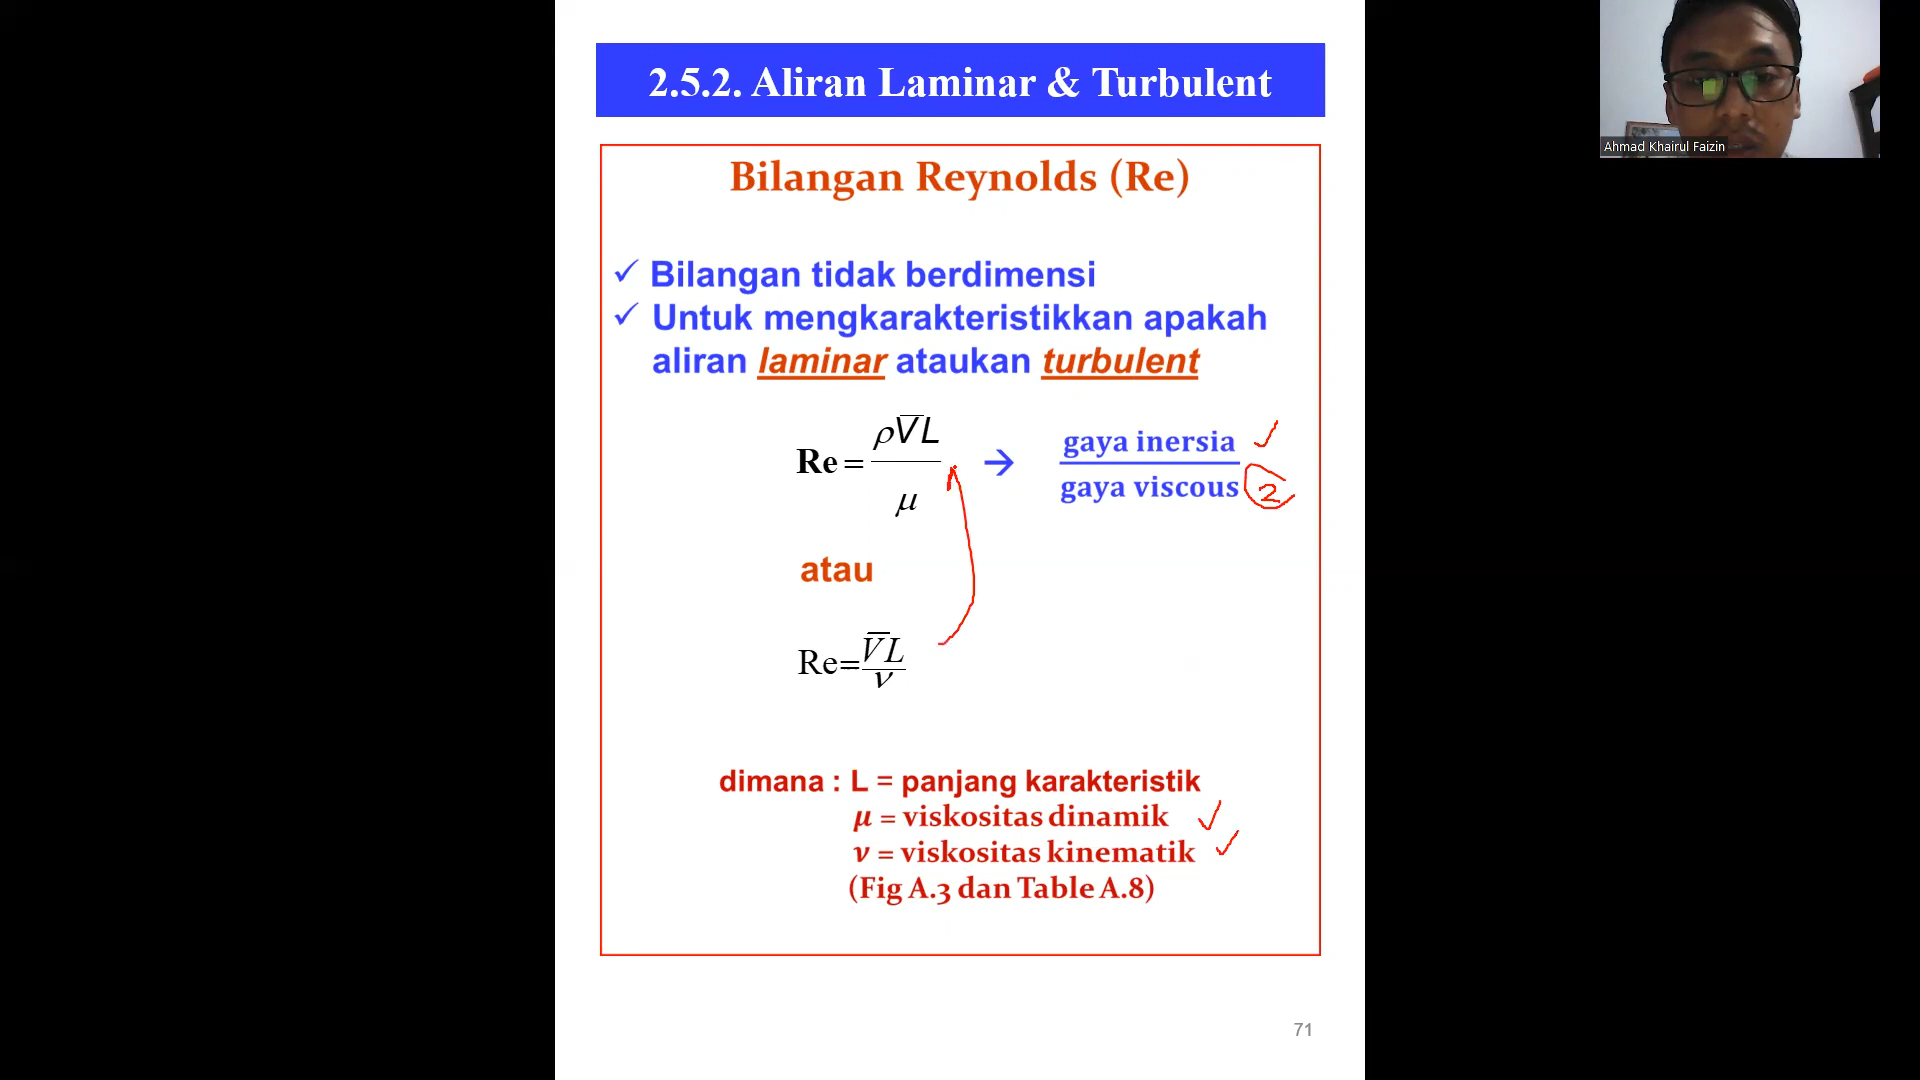 2.5.2. Aliran Laminar & Turbulent
Ahmad Khairul Faizin
Bilangan Reynolds (Re)
✓ Bilangan tidak berdimensi
✓ Untuk mengkarakteristikkan apakah
aliran laminar ataukan turbulent
Re = ρV̅L / μ → gaya inersia / gaya viscous ✓ 2
atau
Re=V̅L / ν
dimana : L = panjang karakteristik
μ = viskositas dinamik ✓
ν = viskositas kinematik ✓
(Fig A.3 dan Table A.8)
71